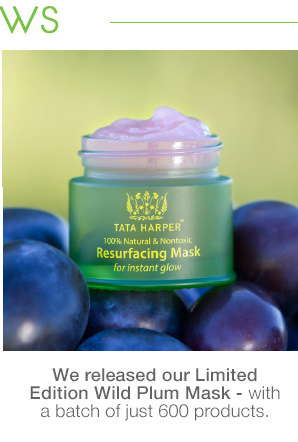 WS
TATA HARPER™
100% Natural & Nontoxic
Resurfacing Mask
for instant glow
We released our Limited
Edition Wild Plum Mask - with
a batch of just 600 products.